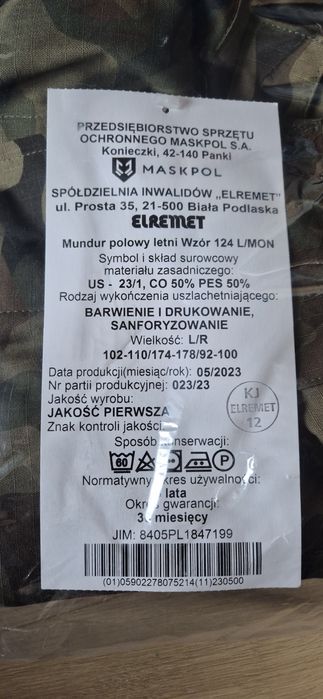 PRZEDSIĘBIORSTWO SPRZĘTU
OCHRONNEGO MASKPOL S.A.
Konieczki, 42-140 Panki
MASKPOL
SPÓŁDZIELNIA INWALIDÓW „ELREMET"
ul. Prosta 35, 21-500 Biała Podlaska
ELREMET
Mundur polowy letni Wzór 124 L/MON
Symbol i skład surowcowy
materiału zasadniczego:
US - 23/1, CO 50% PES 50%
Rodzaj wykończenia uszlachetniającego:
BARWIENIE I DRUKOWANIE,
SANFORYZOWANIE
Wielkość: L/R
102-110/174-178/92-100
Data produkcji(miesiąc/rok): 05/2023
Nr partii produkcyjnej: 023/23
Jakość wyrobu:
JAKOŚĆ PIERWSZA
Znak kontroli jakości:
KJ
ELREMET
12
Sposób konserwacji:
60
P
Normatywny okres używalności:
lata
Okres gwarancji:
miesięcy
JIM: 8405PL1847199
(01)05902278075214(11)230500